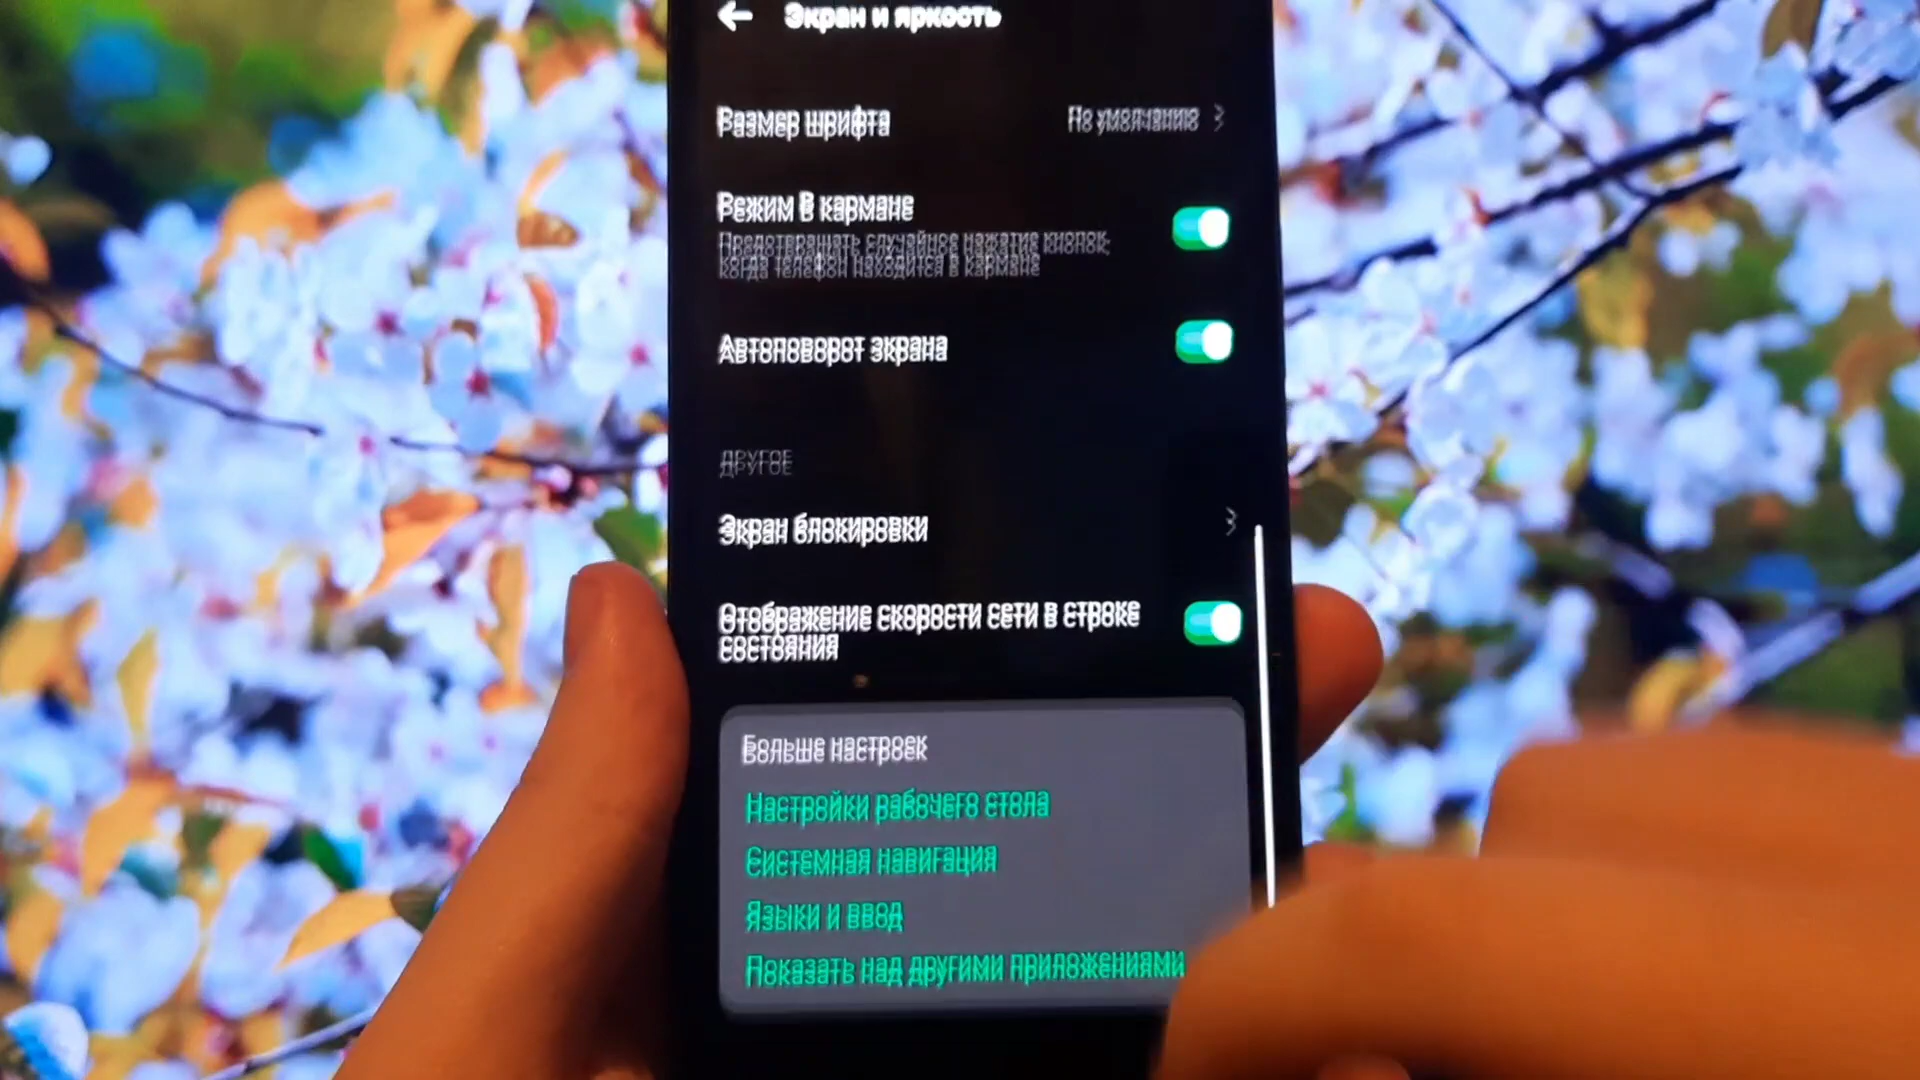 Экран и яркость
Размер шрифта
По умолчанию
Режим В кармане
Предотвращать случайное нажатие кнопок,
когда телефон находится в кармане
Автоповорот экрана
ДРУГОЕ
Экран блокировки
Отображение скорости сети в строке
состояния
Больше настроек
Настройки рабочего стола
Системная навигация
Языки и ввод
Показать над другими приложениями